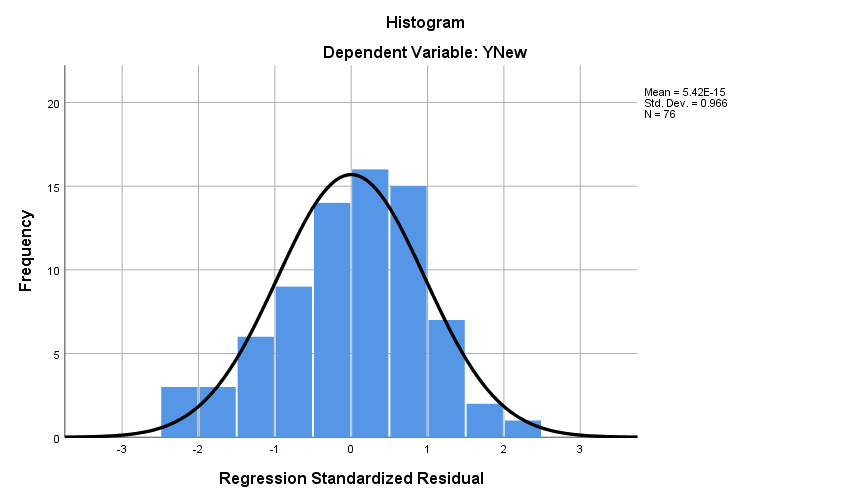 Histogram
Dependent Variable: YNew
Mean = 5.42E-15
Std. Dev. = 0.966
N = 76
Frequency
20
15
10
5
0
-3 -2 -1 0 1 2 3
Regression Standardized Residual